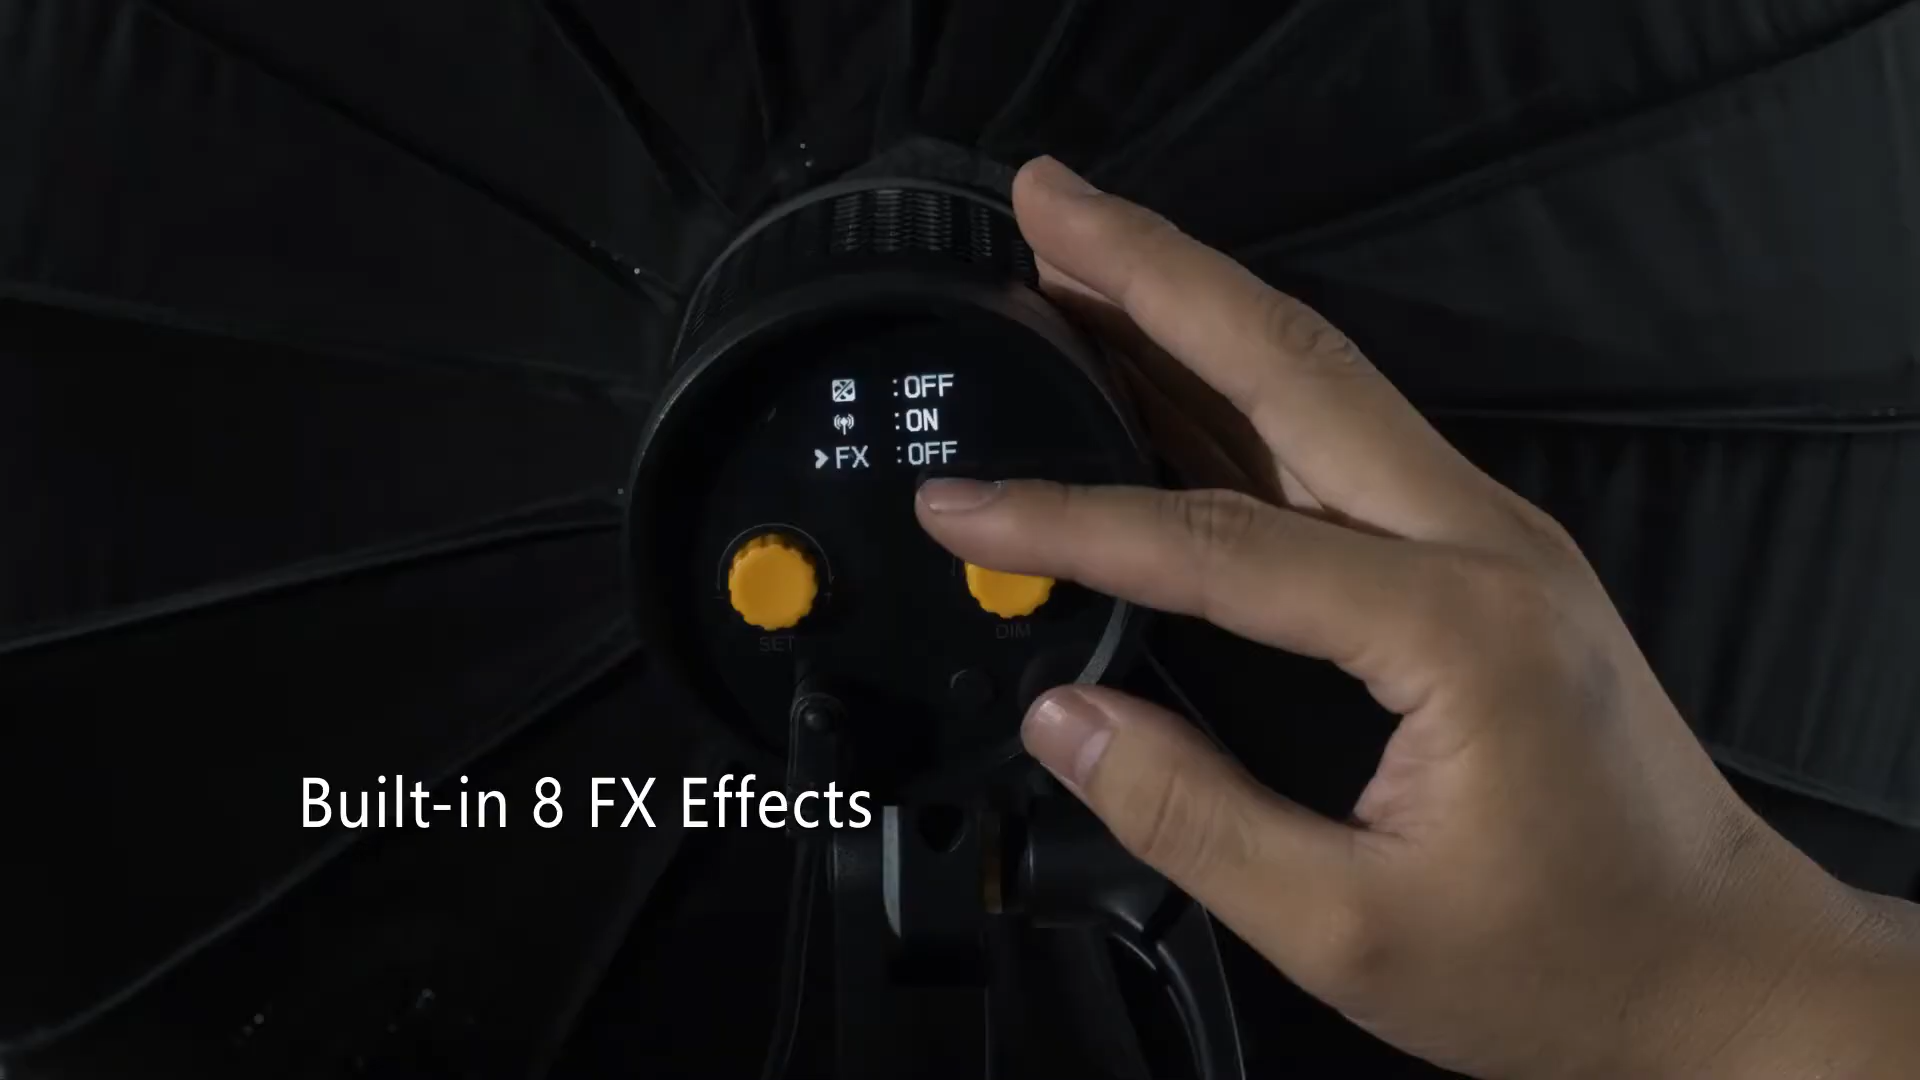 :OFF
:ON
FX :OFF
SET
DIM
Built-in 8 FX Effects